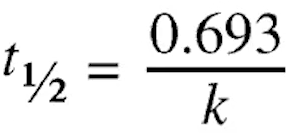 t½ = 0.693/k